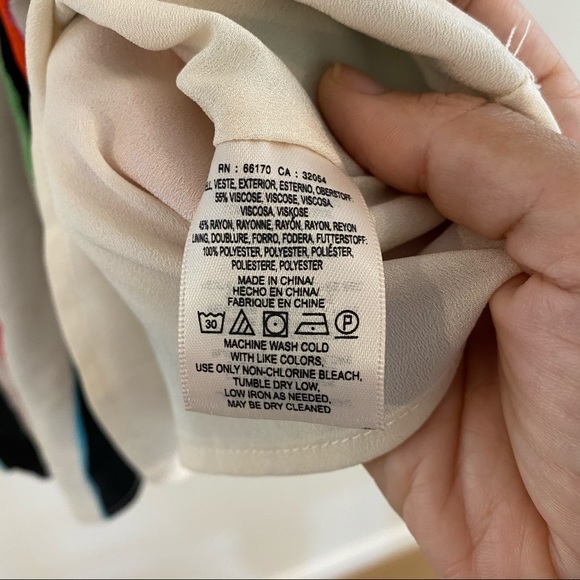 RN : 66170 CA : 32054
VESTE, EXTERIOR, ESTERNO, OBERSTOFF:
55% VISCOSE, VISCOSE, VISCOSA,
VISCOSA, VISKOSE
45% RAYON, RAYONNE, RAYÓN, RAYON, REYON
LINING, DOUBLURE, FORRO, FODERA, FUTTERSTOFF:
100% POLYESTER, POLYESTER, POLIÉSTER,
POLIESTERE, POLYESTER
MADE IN CHINA/
HECHO EN CHINA/
FABRIQUE EN CHINE
30 P
MACHINE WASH COLD
WITH LIKE COLORS,
USE ONLY NON-CHLORINE BLEACH,
TUMBLE DRY LOW,
LOW IRON AS NEEDED,
MAY BE DRY CLEANED